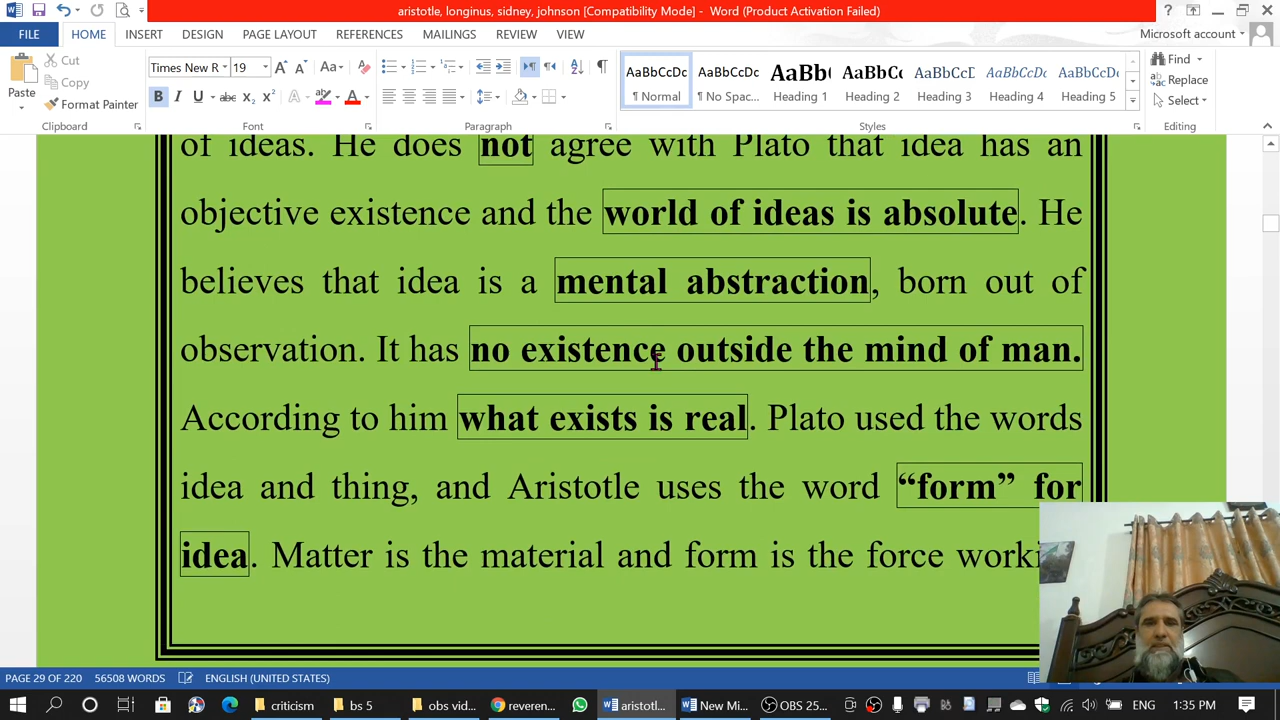 aristotle, longinus, sidney, johnson [Compatibility Mode] - Word (Product Activation Failed)
FILE HOME INSERT DESIGN PAGE LAYOUT REFERENCES MAILINGS REVIEW VIEW Microsoft account
Paste Cut Copy Format Painter
Times New R 19 Aa
AaBbCcDc AaBbCcDc AaBb( AaBbCc AaBbCcD AaBbCcD AaBbCcD
¶ Normal ¶ No Spac... Heading 1 Heading 2 Heading 3 Heading 4 Heading 5
Find Replace Select
Clipboard Font Paragraph Styles Editing
of ideas. He does not agree with Plato that idea has an
objective existence and the world of ideas is absolute. He
believes that idea is a mental abstraction, born out of
observation. It has no existence outside the mind of man.
According to him what exists is real. Plato used the words
idea and thing, and Aristotle uses the word “form” for
idea. Matter is the material and form is the force
PAGE 29 OF 220 56508 WORDS ENGLISH (UNITED STATES)
criticism bs 5 obs vid... reveren... aristotl... New Mi... OBS 25... ENG 1:35 PM